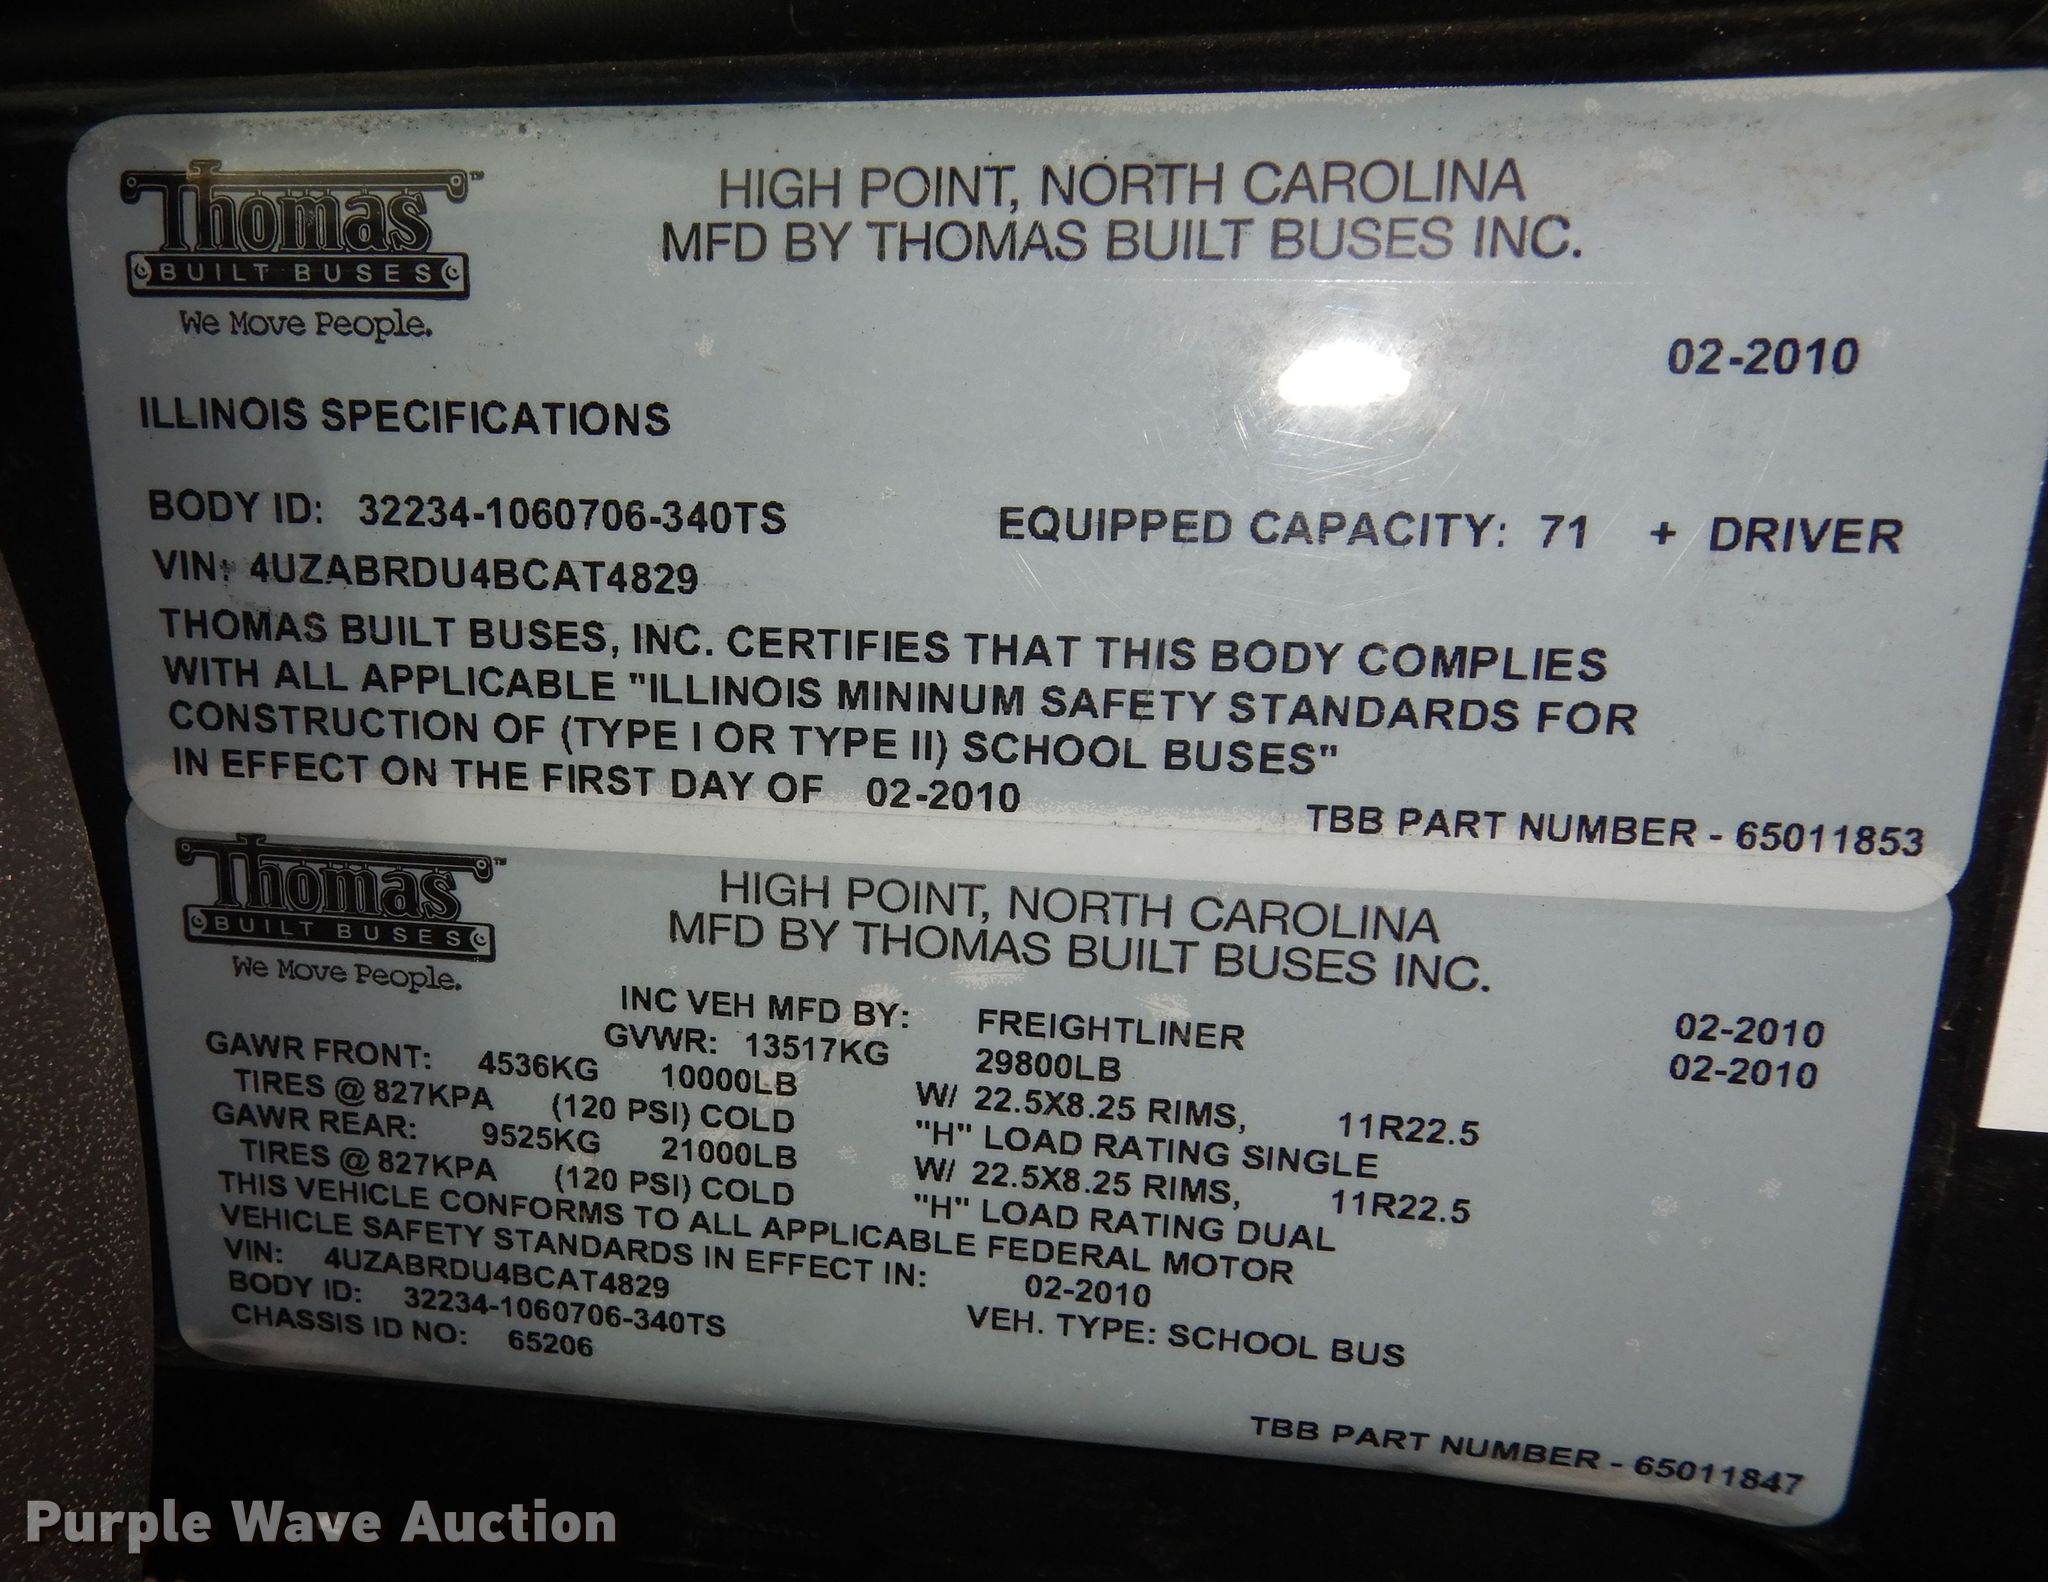 Thomas™
BUILT BUSES
We Move People.
HIGH POINT, NORTH CAROLINA
MFD BY THOMAS BUILT BUSES INC.
02-2010
ILLINOIS SPECIFICATIONS
BODY ID: 32234-1060706-340TS EQUIPPED CAPACITY: 71 + DRIVER
VIN: 4UZABRDU4BCAT4829
THOMAS BUILT BUSES, INC. CERTIFIES THAT THIS BODY COMPLIES
WITH ALL APPLICABLE "ILLINOIS MININUM SAFETY STANDARDS FOR
CONSTRUCTION OF (TYPE I OR TYPE II) SCHOOL BUSES"
IN EFFECT ON THE FIRST DAY OF 02-2010
TBB PART NUMBER - 65011853
Thomas™
BUILT BUSES
We Move People.
HIGH POINT, NORTH CAROLINA
MFD BY THOMAS BUILT BUSES INC.
INC VEH MFD BY: FREIGHTLINER 02-2010
GVWR: 13517KG 29800LB 02-2010
GAWR FRONT: 4536KG 10000LB W/ 22.5X8.25 RIMS, 11R22.5
TIRES @ 827KPA (120 PSI) COLD "H" LOAD RATING SINGLE
GAWR REAR: 9525KG 21000LB W/ 22.5X8.25 RIMS, 11R22.5
TIRES @ 827KPA (120 PSI) COLD "H" LOAD RATING DUAL
THIS VEHICLE CONFORMS TO ALL APPLICABLE FEDERAL MOTOR
VEHICLE SAFETY STANDARDS IN EFFECT IN: 02-2010
VIN: 4UZABRDU4BCAT4829
BODY ID: 32234-1060706-340TS VEH. TYPE: SCHOOL BUS
CHASSIS ID NO: 65206
TBB PART NUMBER - 65011847
Purple Wave Auction